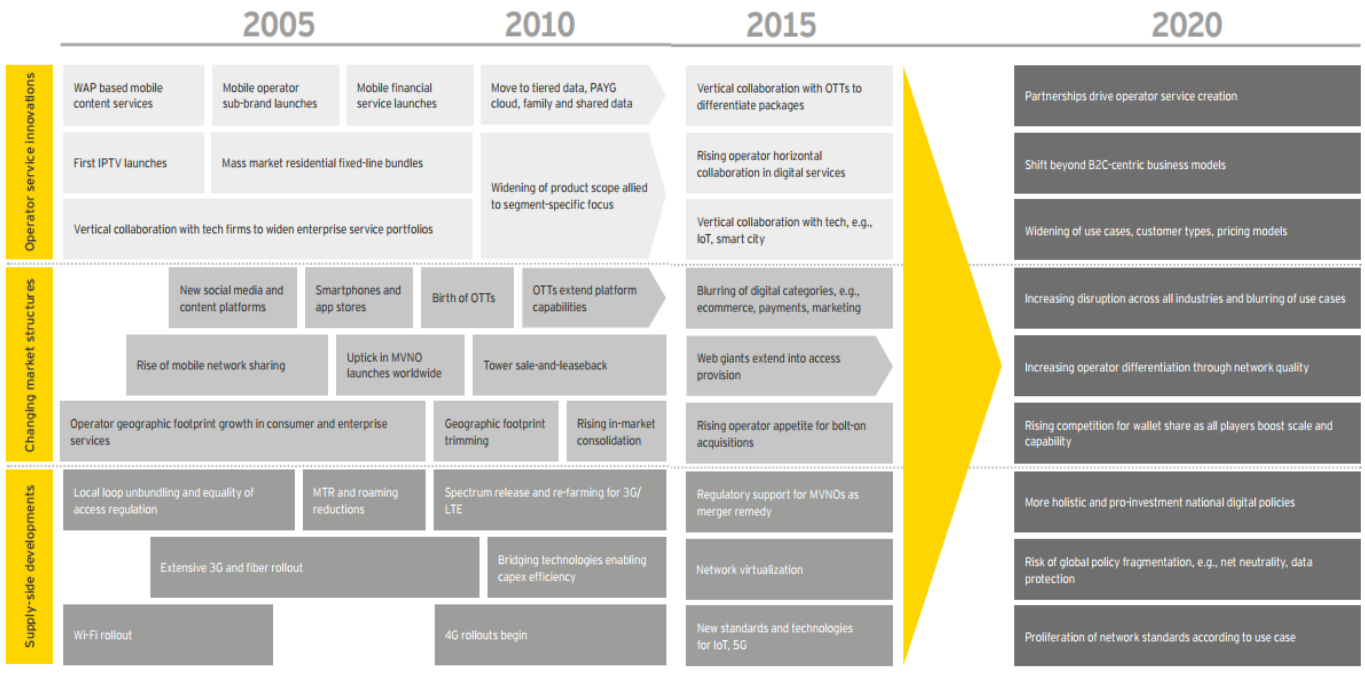 2005
2010
2015
2020
Operator service innovations
WAP based mobile
content services
Mobile operator
sub-brand launches
Mobile financial
service launches
Move to tiered data, PAYG
cloud, family and shared data
Vertical collaboration with OTTs to
differentiate packages
Partnerships drive operator service creation
First IPTV launches
Mass market residential fixed-line bundles
Widening of product scope allied
to segment-specific focus
Rising operator horizontal
collaboration in digital services
Shift beyond B2C-centric business models
Vertical collaboration with tech firms to widen enterprise service portfolios
Vertical collaboration with tech, e.g.,
IoT, smart city
Widening of use cases, customer types, pricing models
Changing market structures
New social media and
content platforms
Smartphones and
app stores
Birth of OTTs
OTTs extend platform
capabilities
Blurring of digital categories, e.g.,
ecommerce, payments, marketing
Increasing disruption across all industries and blurring of use cases
Rise of mobile network sharing
Uptick in MVNO
launches worldwide
Tower sale-and-leaseback
Web giants extend into access
provision
Increasing operator differentiation through network quality
Operator geographic footprint growth in consumer and enterprise
services
Geographic footprint
trimming
Rising in-market
consolidation
Rising operator appetite for bolt-on
acquisitions
Rising competition for wallet share as all players boost scale and
capability
Supply-side developments
Local loop unbundling and equality of
access regulation
MTR and roaming
reductions
Spectrum release and re-farming for 3G/
LTE
Regulatory support for MVNOs as
merger remedy
More holistic and pro-investment national digital policies
Extensive 3G and fiber rollout
Bridging technologies enabling
capex efficiency
Network virtualization
Risk of global policy fragmentation, e.g., net neutrality, data
protection
Wi-Fi rollout
4G rollouts begin
New standards and technologies
for IoT, 5G
Proliferation of network standards according to use case